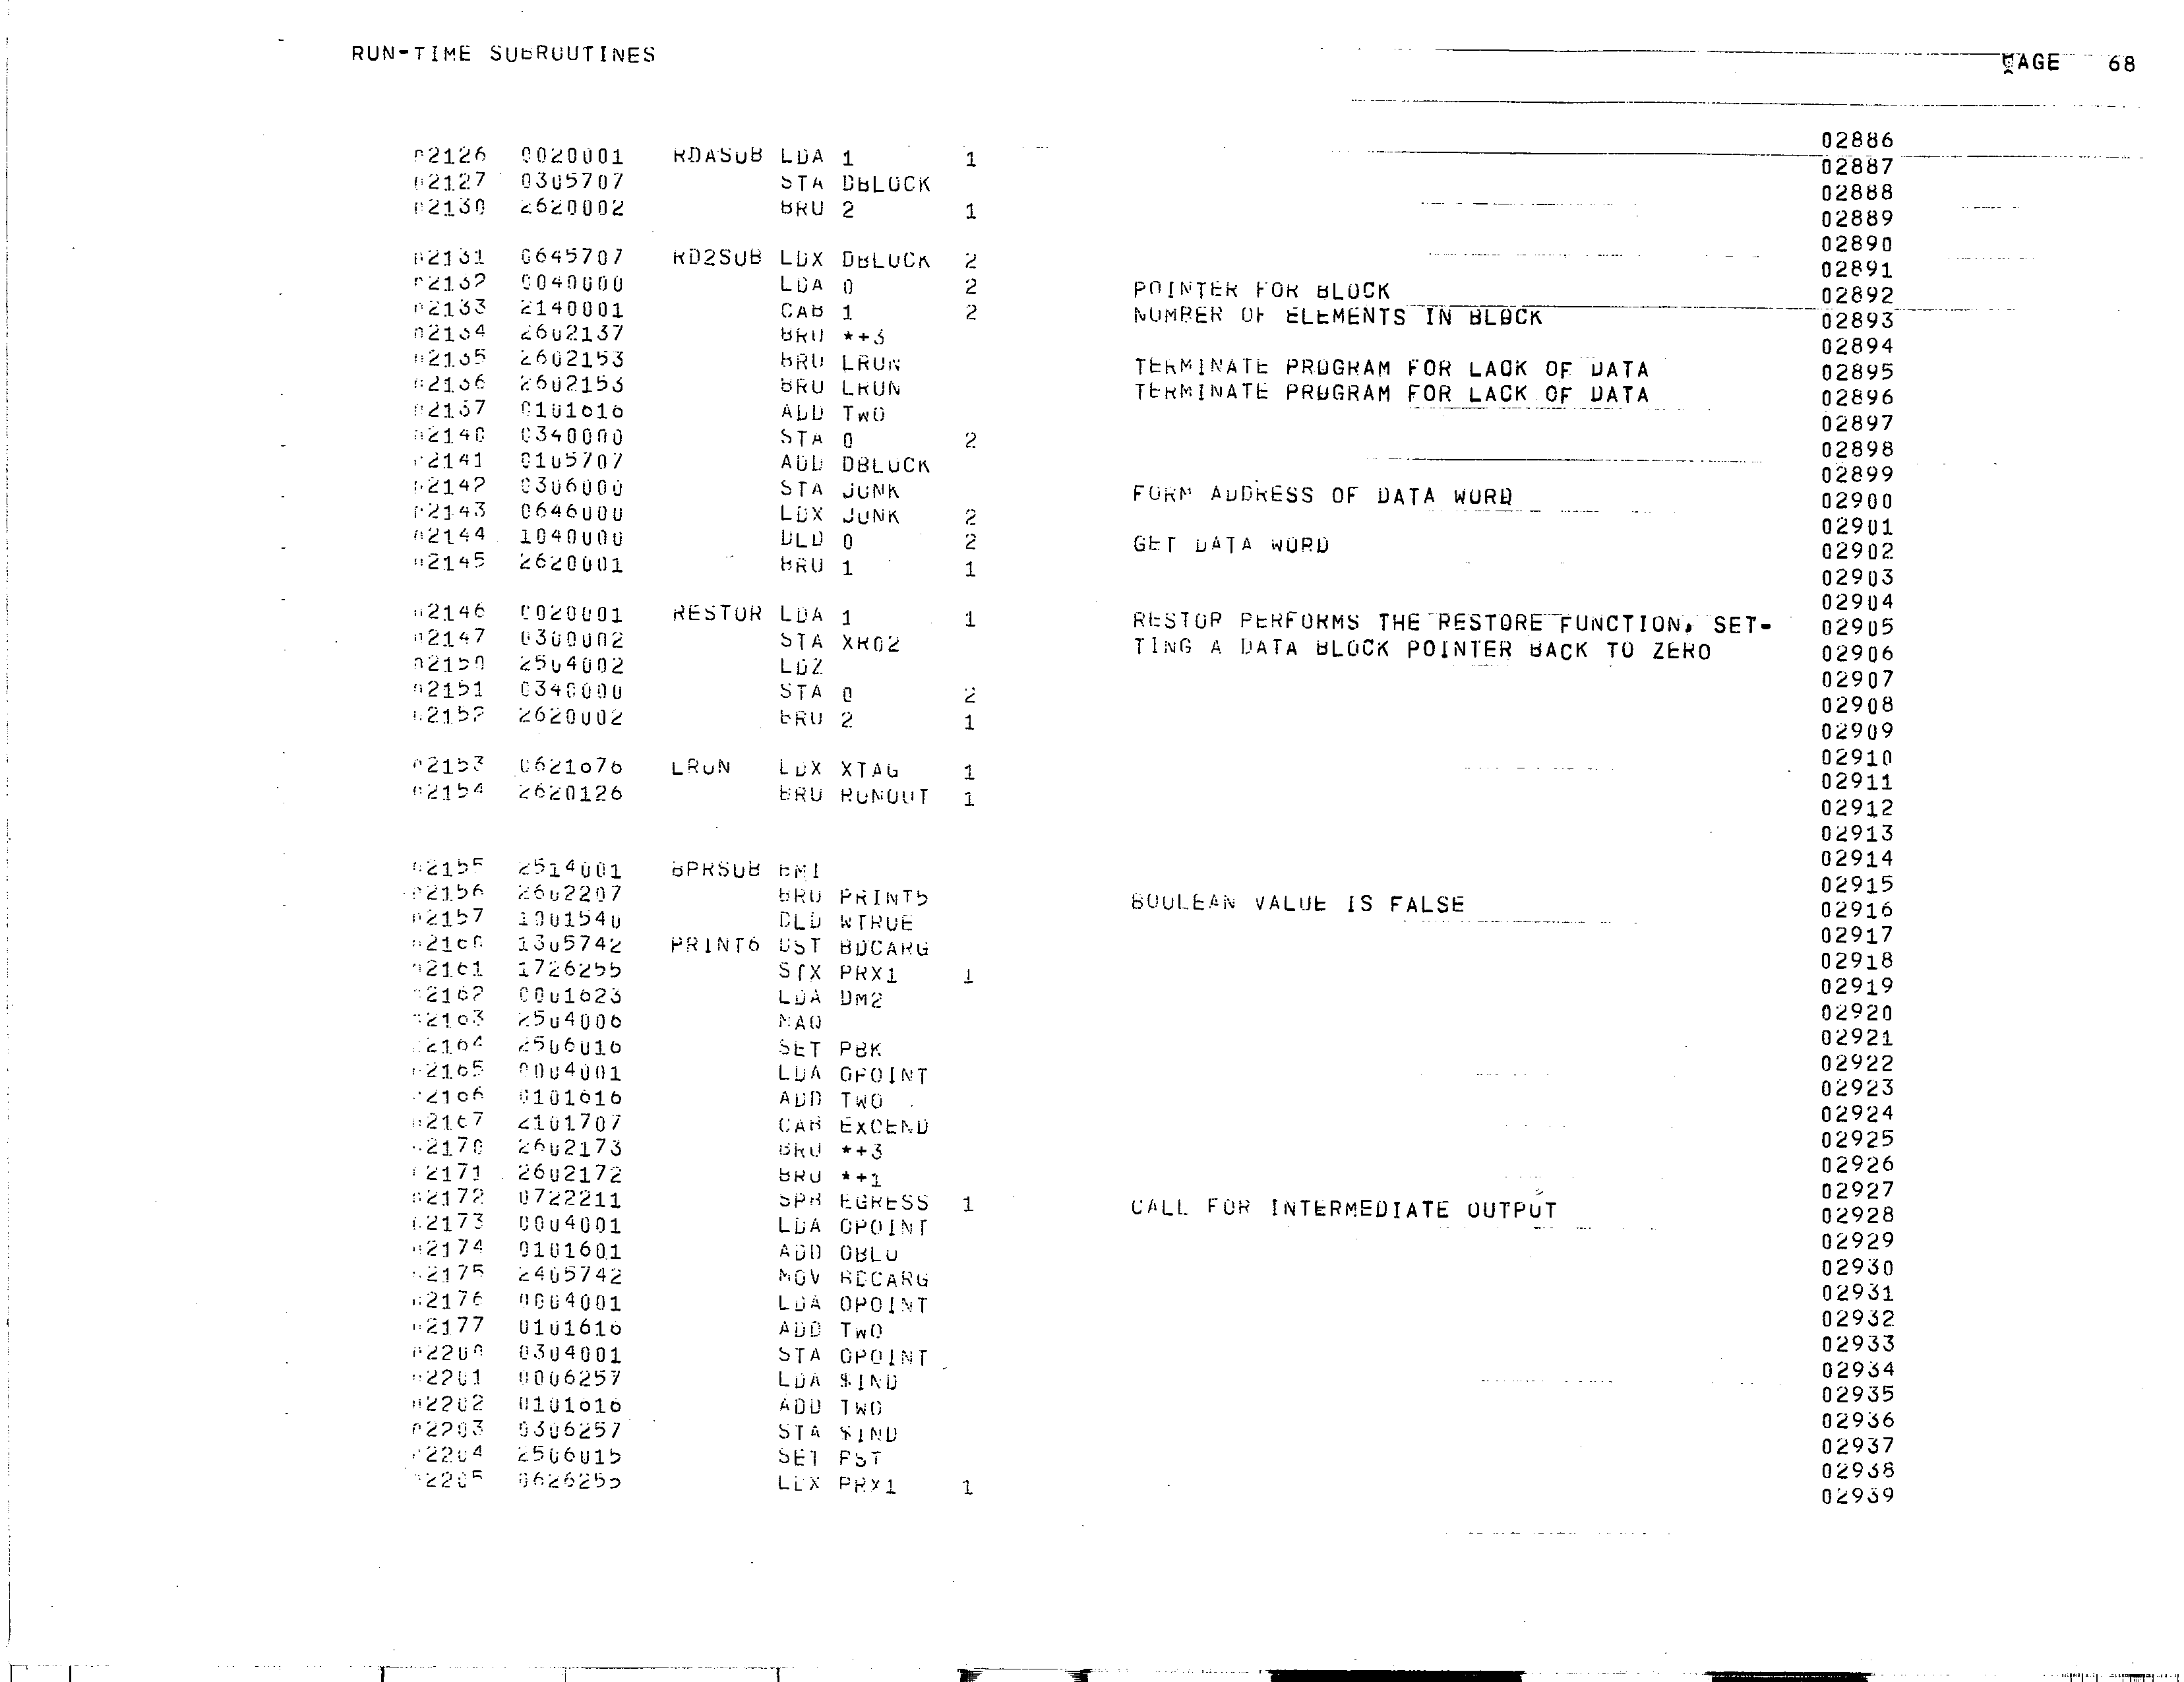 RUN-TIME SUBROUTINES PAGE 68
02886
02126 0020001 RDASUB LDA 1 1 02887
02127 0305707 STA DBLOCK 02888
02130 2620002 BRU 2 1 02889
02890
02131 0645707 RD2SUB LDX DBLOCK 2 02891
02132 0040000 LDA 0 2 POINTER FOR BLOCK 02892
02133 2140001 CAB 1 2 NUMBER OF ELEMENTS IN BLOCK 02893
02134 2602137 BRU *+3 02894
02135 2602153 BRU LRUN TERMINATE PROGRAM FOR LACK OF DATA 02895
02136 2602153 BRU LRUN TERMINATE PROGRAM FOR LACK OF DATA 02896
02137 0101616 ADD TWO 02897
02140 0340000 STA 0 2 02898
02141 0105707 ADD DBLOCK 02899
02142 0306000 STA JUNK FORM ADDRESS OF DATA WORD 02900
02143 0646000 LDX JUNK 2 02901
02144 1040000 DLD 0 2 GET DATA WORD 02902
02145 2620001 BRU 1 1 02903
02904
02146 0020001 RESTOR LDA 1 1 RESTOR PERFORMS THE RESTORE FUNCTION, SET- 02905
02147 0300002 STA XR02 TING A DATA BLOCK POINTER BACK TO ZERO 02906
02150 2504002 LDZ 02907
02151 0340000 STA 0 2 02908
02152 2620002 BRU 2 1 02909
02910
02153 0621676 LRUN LDX XTAG 1 02911
02154 2620126 BRU RUNOUT 1 02912
02913
02914
02155 2514001 BPRSUB BMI 02915
02156 2602207 BRU PRINT5 BOOLEAN VALUE IS FALSE 02916
02157 1001540 DLD WTRUE 02917
02160 1305742 PRINT6 DST BDCARG 02918
02161 1726255 STX PRX1 1 02919
02162 0001623 LDA DM2 02920
02163 2504006 MAQ 02921
02164 2506016 SET PBK 02922
02165 0004001 LDA OPOINT 02923
02166 0101616 ADD TWO 02924
02167 2101707 CAB EXCEND 02925
02170 2602173 BRU *+3 02926
02171 2602172 BRU *+1 02927
02172 0722211 SPB EGRESS 1 CALL FOR INTERMEDIATE OUTPUT 02928
02173 0004001 LDA OPOINT 02929
02174 0101601 ADD OBLO 02930
02175 2405742 MOV BDCARG 02931
02176 0004001 LDA OPOINT 02932
02177 0101616 ADD TWO 02933
02200 0304001 STA OPOINT 02934
02201 0006257 LDA $IND 02935
02202 0101616 ADD TWO 02936
02203 0306257 STA $IND 02937
02204 2506015 SET PST 02938
02205 0626255 LDX PRX1 1 02939